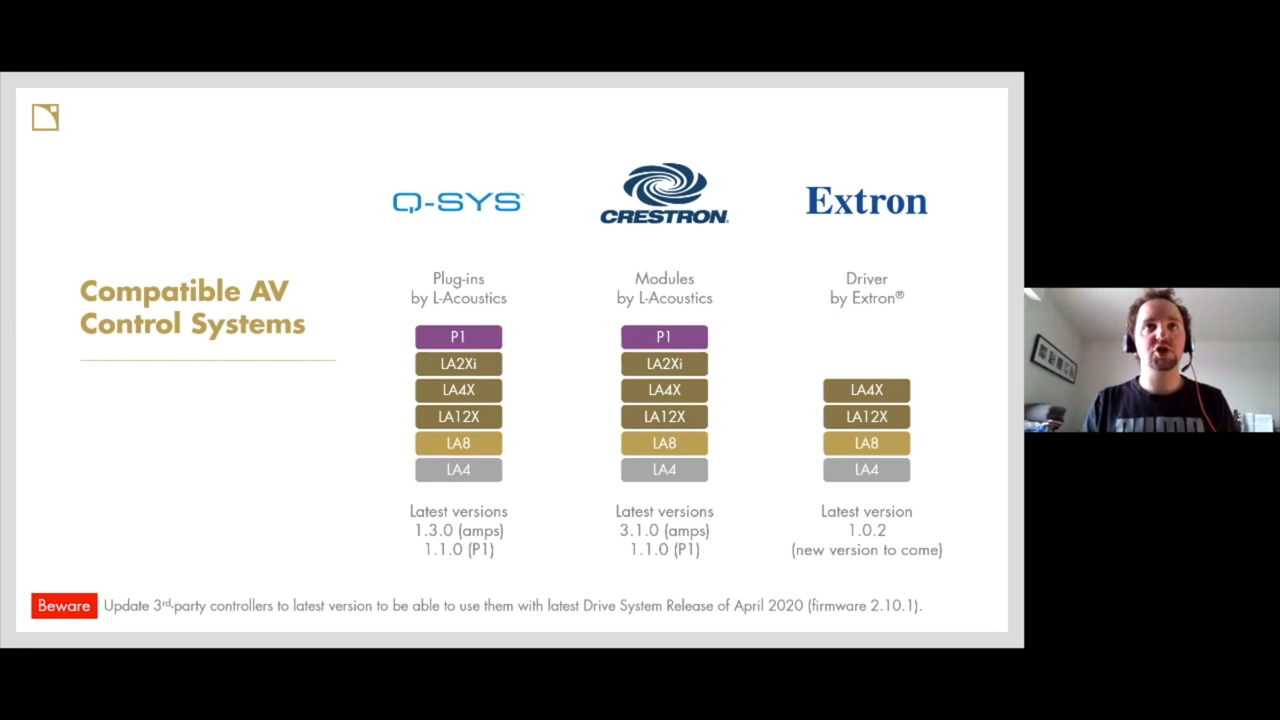 Q-SYS
CRESTRON
Extron
Compatible AV
Control Systems
Plug-ins
by L-Acoustics
P1
LA2Xi
LA4X
LA12X
LA8
LA4
Latest versions
1.3.0 (amps)
1.1.0 (P1)
Modules
by L-Acoustics
P1
LA2Xi
LA4X
LA12X
LA8
LA4
Latest versions
3.1.0 (amps)
1.1.0 (P1)
Driver
by Extron®
LA4X
LA12X
LA8
LA4
Latest version
1.0.2
(new version to come)
Beware Update 3rd-party controllers to latest version to be able to use them with latest Drive System Release of April 2020 (firmware 2.10.1).
PUMA